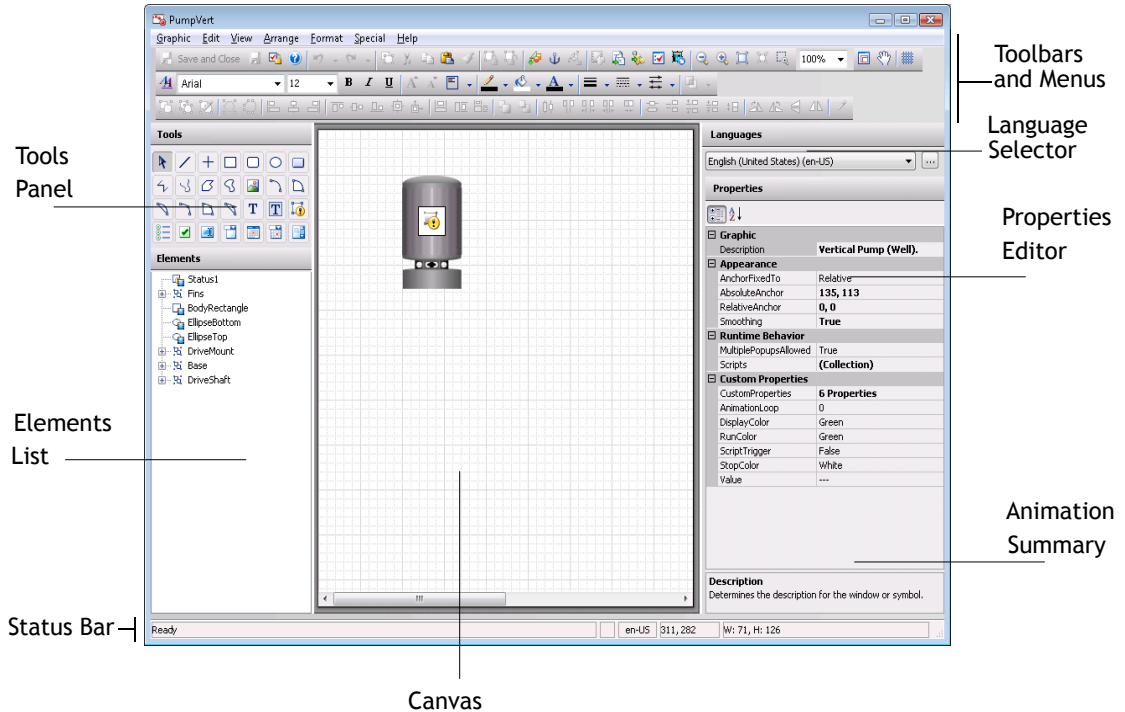 PumpVert
Graphic Edit View Arrange Format Special Help
Save and Close
100%
Arial 12 B I U A
Toolbars
and Menus
Tools
Tools
Panel
T T
Languages
Language
Selector
English (United States) (en-US) ...
Properties
Properties
Editor
Graphic
Description Vertical Pump (Well).
Appearance
AnchorFixedTo Relative
AbsoluteAnchor 135, 113
RelativeAnchor 0, 0
Smoothing True
Runtime Behavior
MultiplePopupsAllowed True
Scripts (Collection)
Custom Properties
CustomProperties 6 Properties
AnimationLoop 0
DisplayColor Green
RunColor Green
ScriptTrigger False
StopColor White
Value ---
Elements
Status1
Fins
BodyRectangle
EllipseBottom
EllipseTop
DriveMount
Base
DriveShaft
Elements
List
Animation
Summary
Description
Determines the description for the window or symbol.
Status Bar
Ready
en-US 311, 282 W: 71, H: 126
Canvas